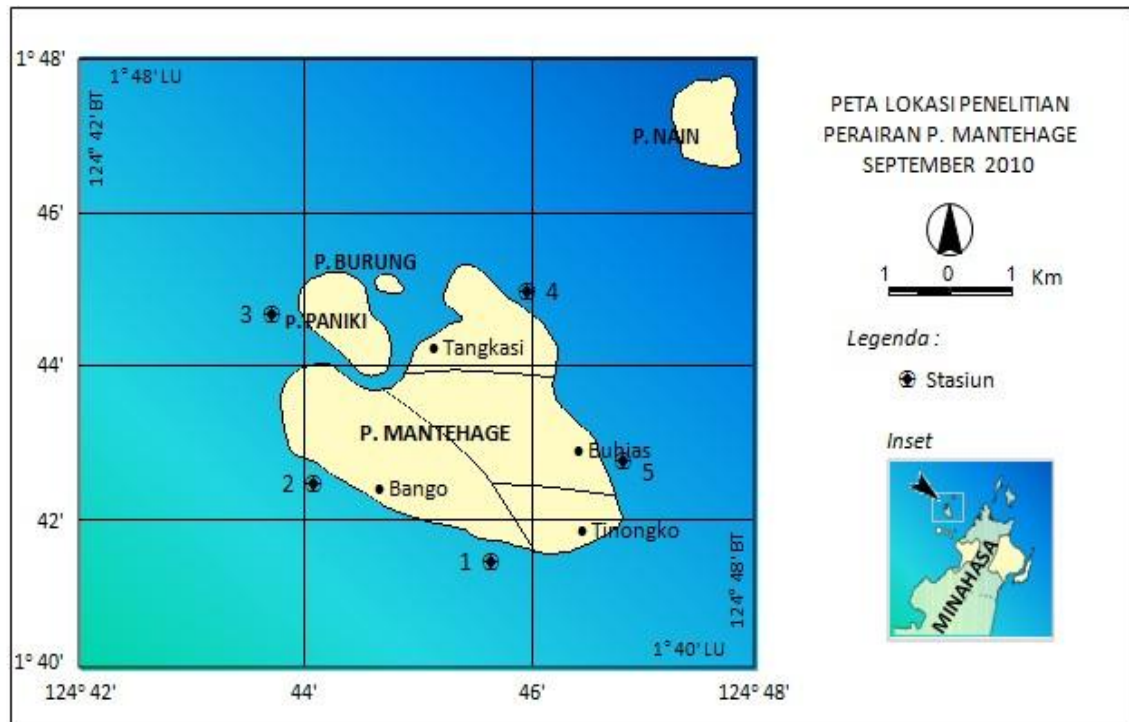 1° 48'
1° 48' LU
124° 42' BT
P. NAIN
46'
P. BURUNG
4
3
P. PANIKI
Tangkasi
44'
P. MANTEHAGE
Buhias
5
2
Bango
42'
Tinongko
1
124° 48' BT
1° 40' LU
1° 40'
124° 42'
44'
46'
124° 48'
PETA LOKASI PENELITIAN
PERAIRAN P. MANTEHAGE
SEPTEMBER 2010
1 0 1 Km
Legenda :
Stasiun
Inset
MINAHASA